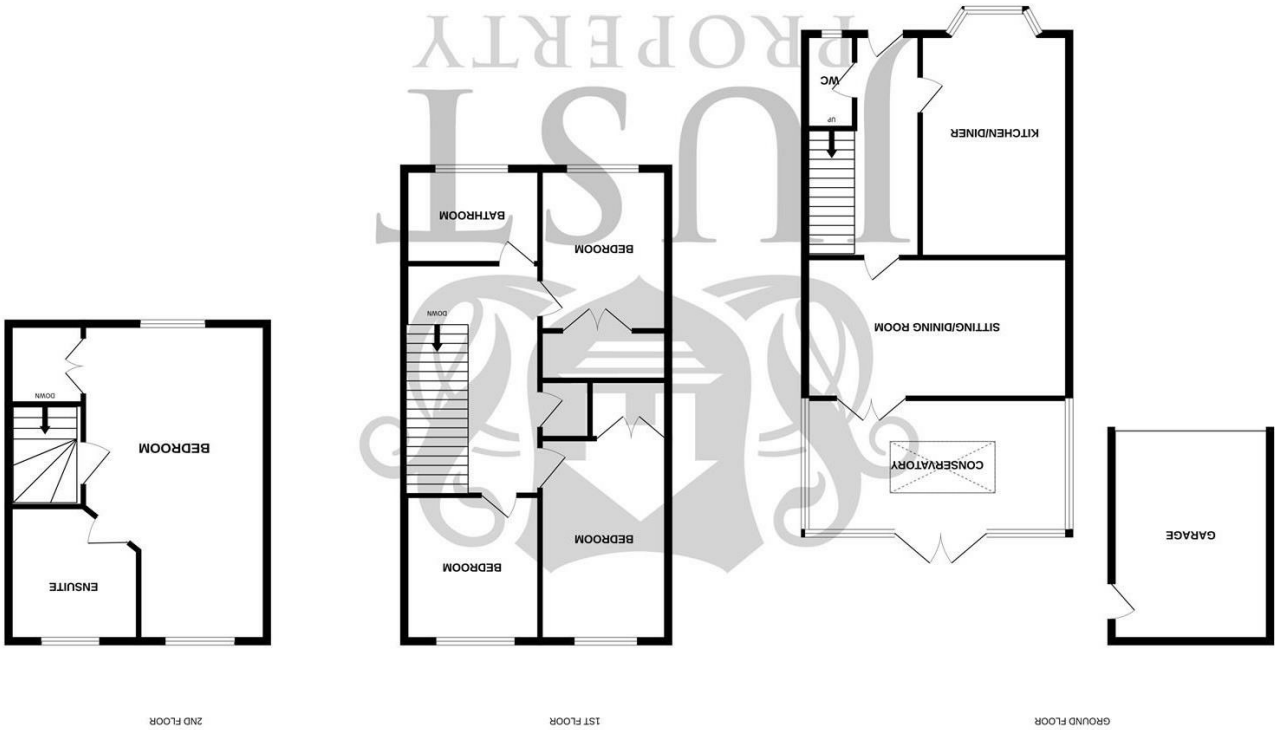 GROUND FLOOR
GARAGE
CONSERVATORY
SITTING/DINING ROOM
KITCHEN/DINER
UP
WC
1ST FLOOR
BEDROOM
BEDROOM
DOWN
BEDROOM
BATHROOM
2ND FLOOR
ENSUITE
BEDROOM
DOWN
JUST
PROPERTY